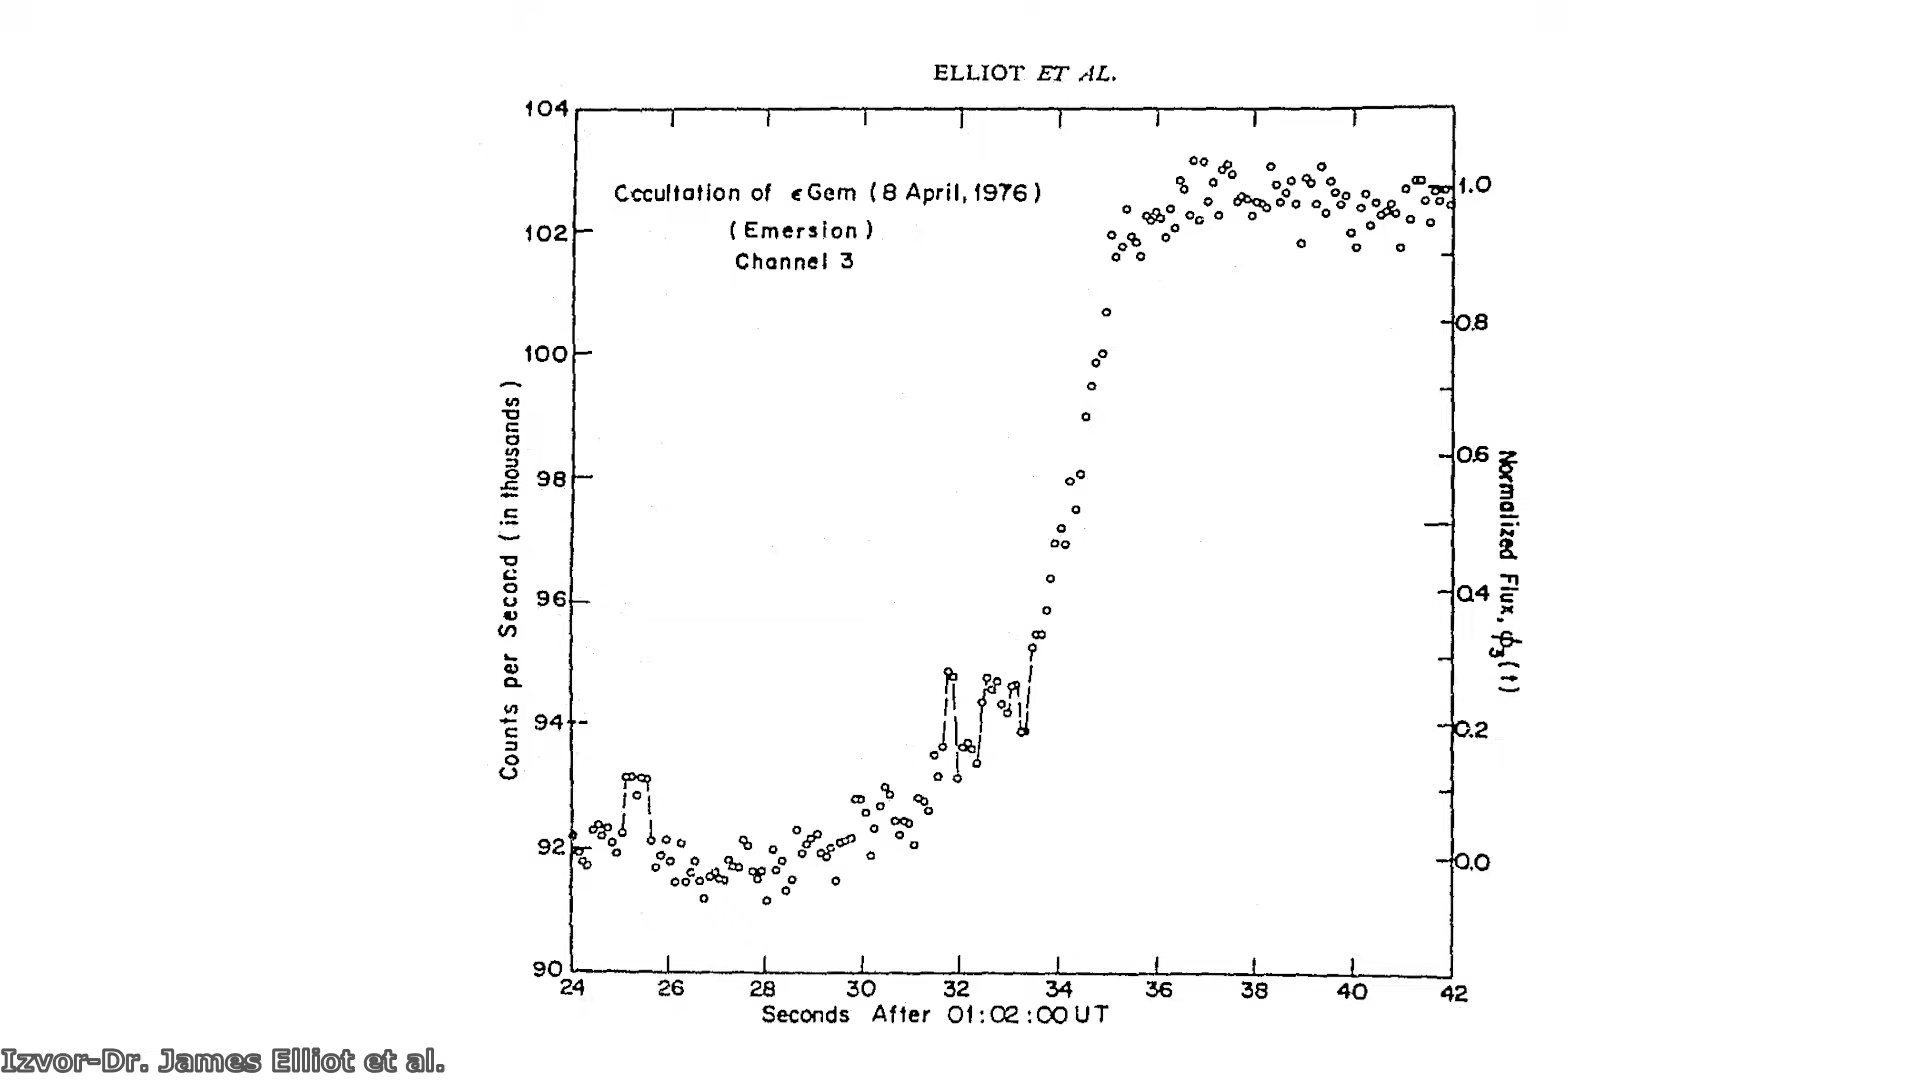 ELLIOT ET AL.
Occultation of ϵ Gem (8 April, 1976)
(Emersion)
Channel 3
104
102
100
98
96
94
92
90
Counts per Second (in thousands)
1.0
0.8
0.6
0.4
0.2
0.0
Normalized Flux, ϕ₃(t)
24 26 28 30 32 34 36 38 40 42
Seconds After 01:02:00 UT
Izvor-Dr. James Elliot et al.